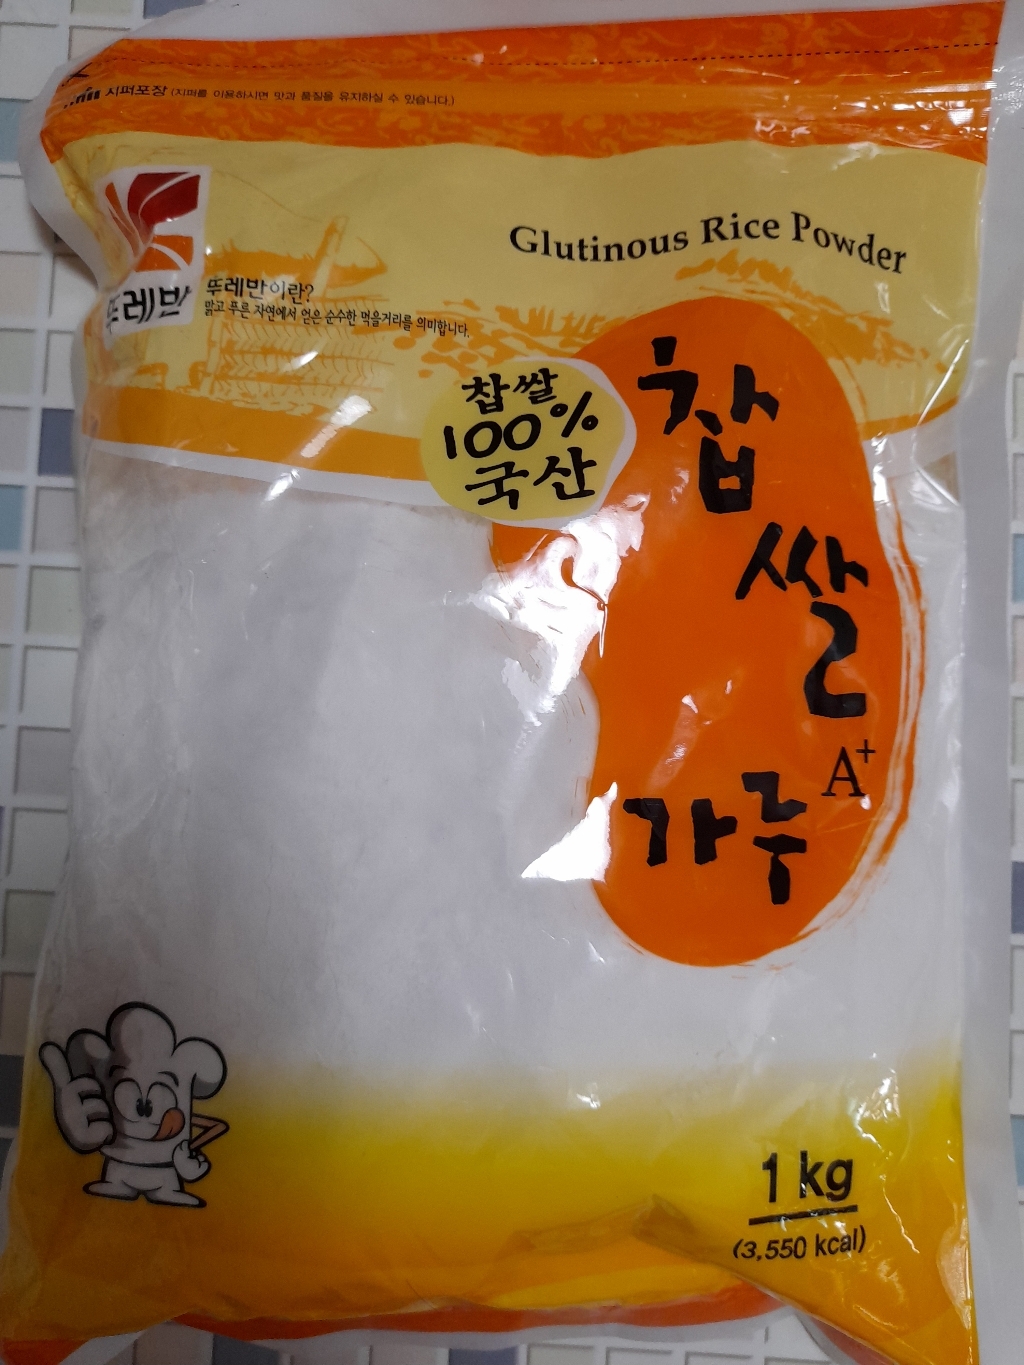 지퍼포장 (지퍼를 이용하시면 맛과 품질을 유지하실 수 있습니다.)
Glutinous Rice Powder
뚜레반
뚜레반이란?
맑고 푸른 자연에서 얻은 순수한 먹을거리를 의미합니다.
찹쌀
100%
국산
찹
쌀
A+
가루
1 kg
(3,550 kcal)